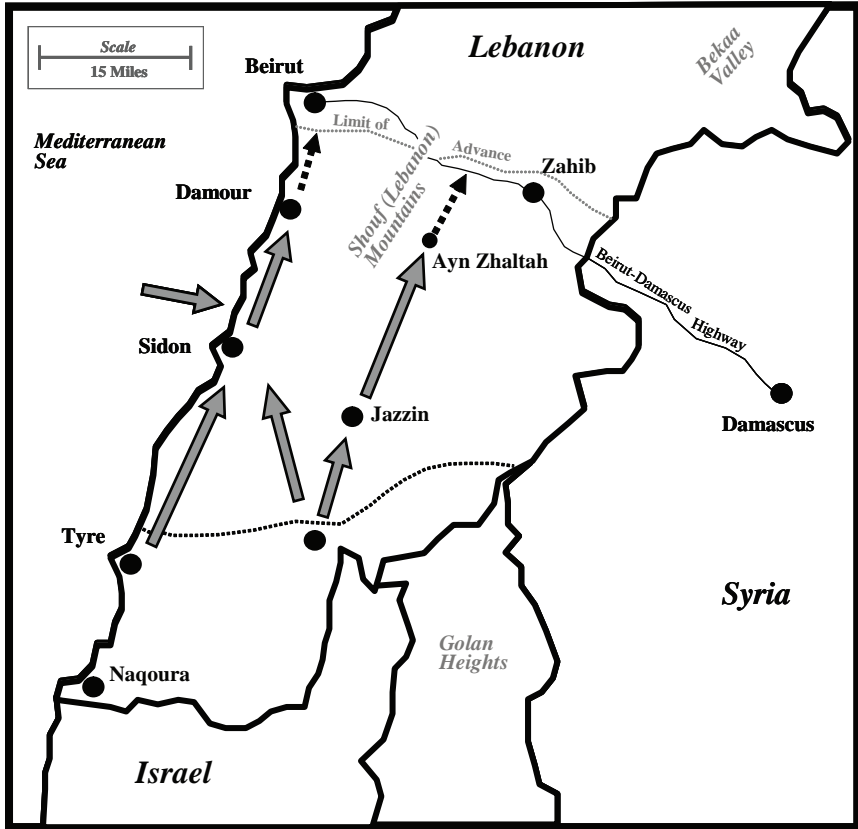 Scale
15 Miles
Lebanon
Bekaa
Valley
Beirut
Mediterranean
Sea
Limit of
Advance
Zahib
Damour
Shouf (Lebanon)
Mountains
Ayn Zhaltah
Beirut-Damascus
Highway
Sidon
Jazzin
Damascus
Tyre
Syria
Golan
Heights
Naqoura
Israel